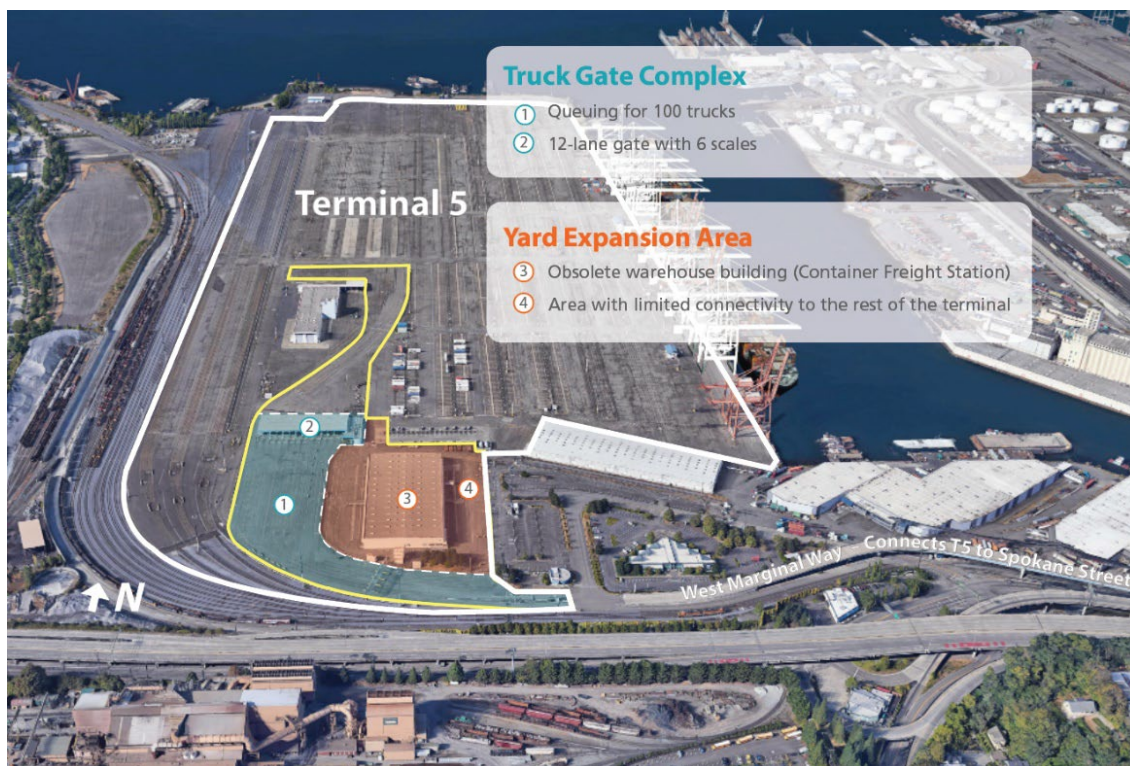 Truck Gate Complex
1 Queuing for 100 trucks
2 12-lane gate with 6 scales
Terminal 5
Yard Expansion Area
3 Obsolete warehouse building (Container Freight Station)
4 Area with limited connectivity to the rest of the terminal
2
1
3
4
West Marginal Way – Connects T5 to Spokane Street
N